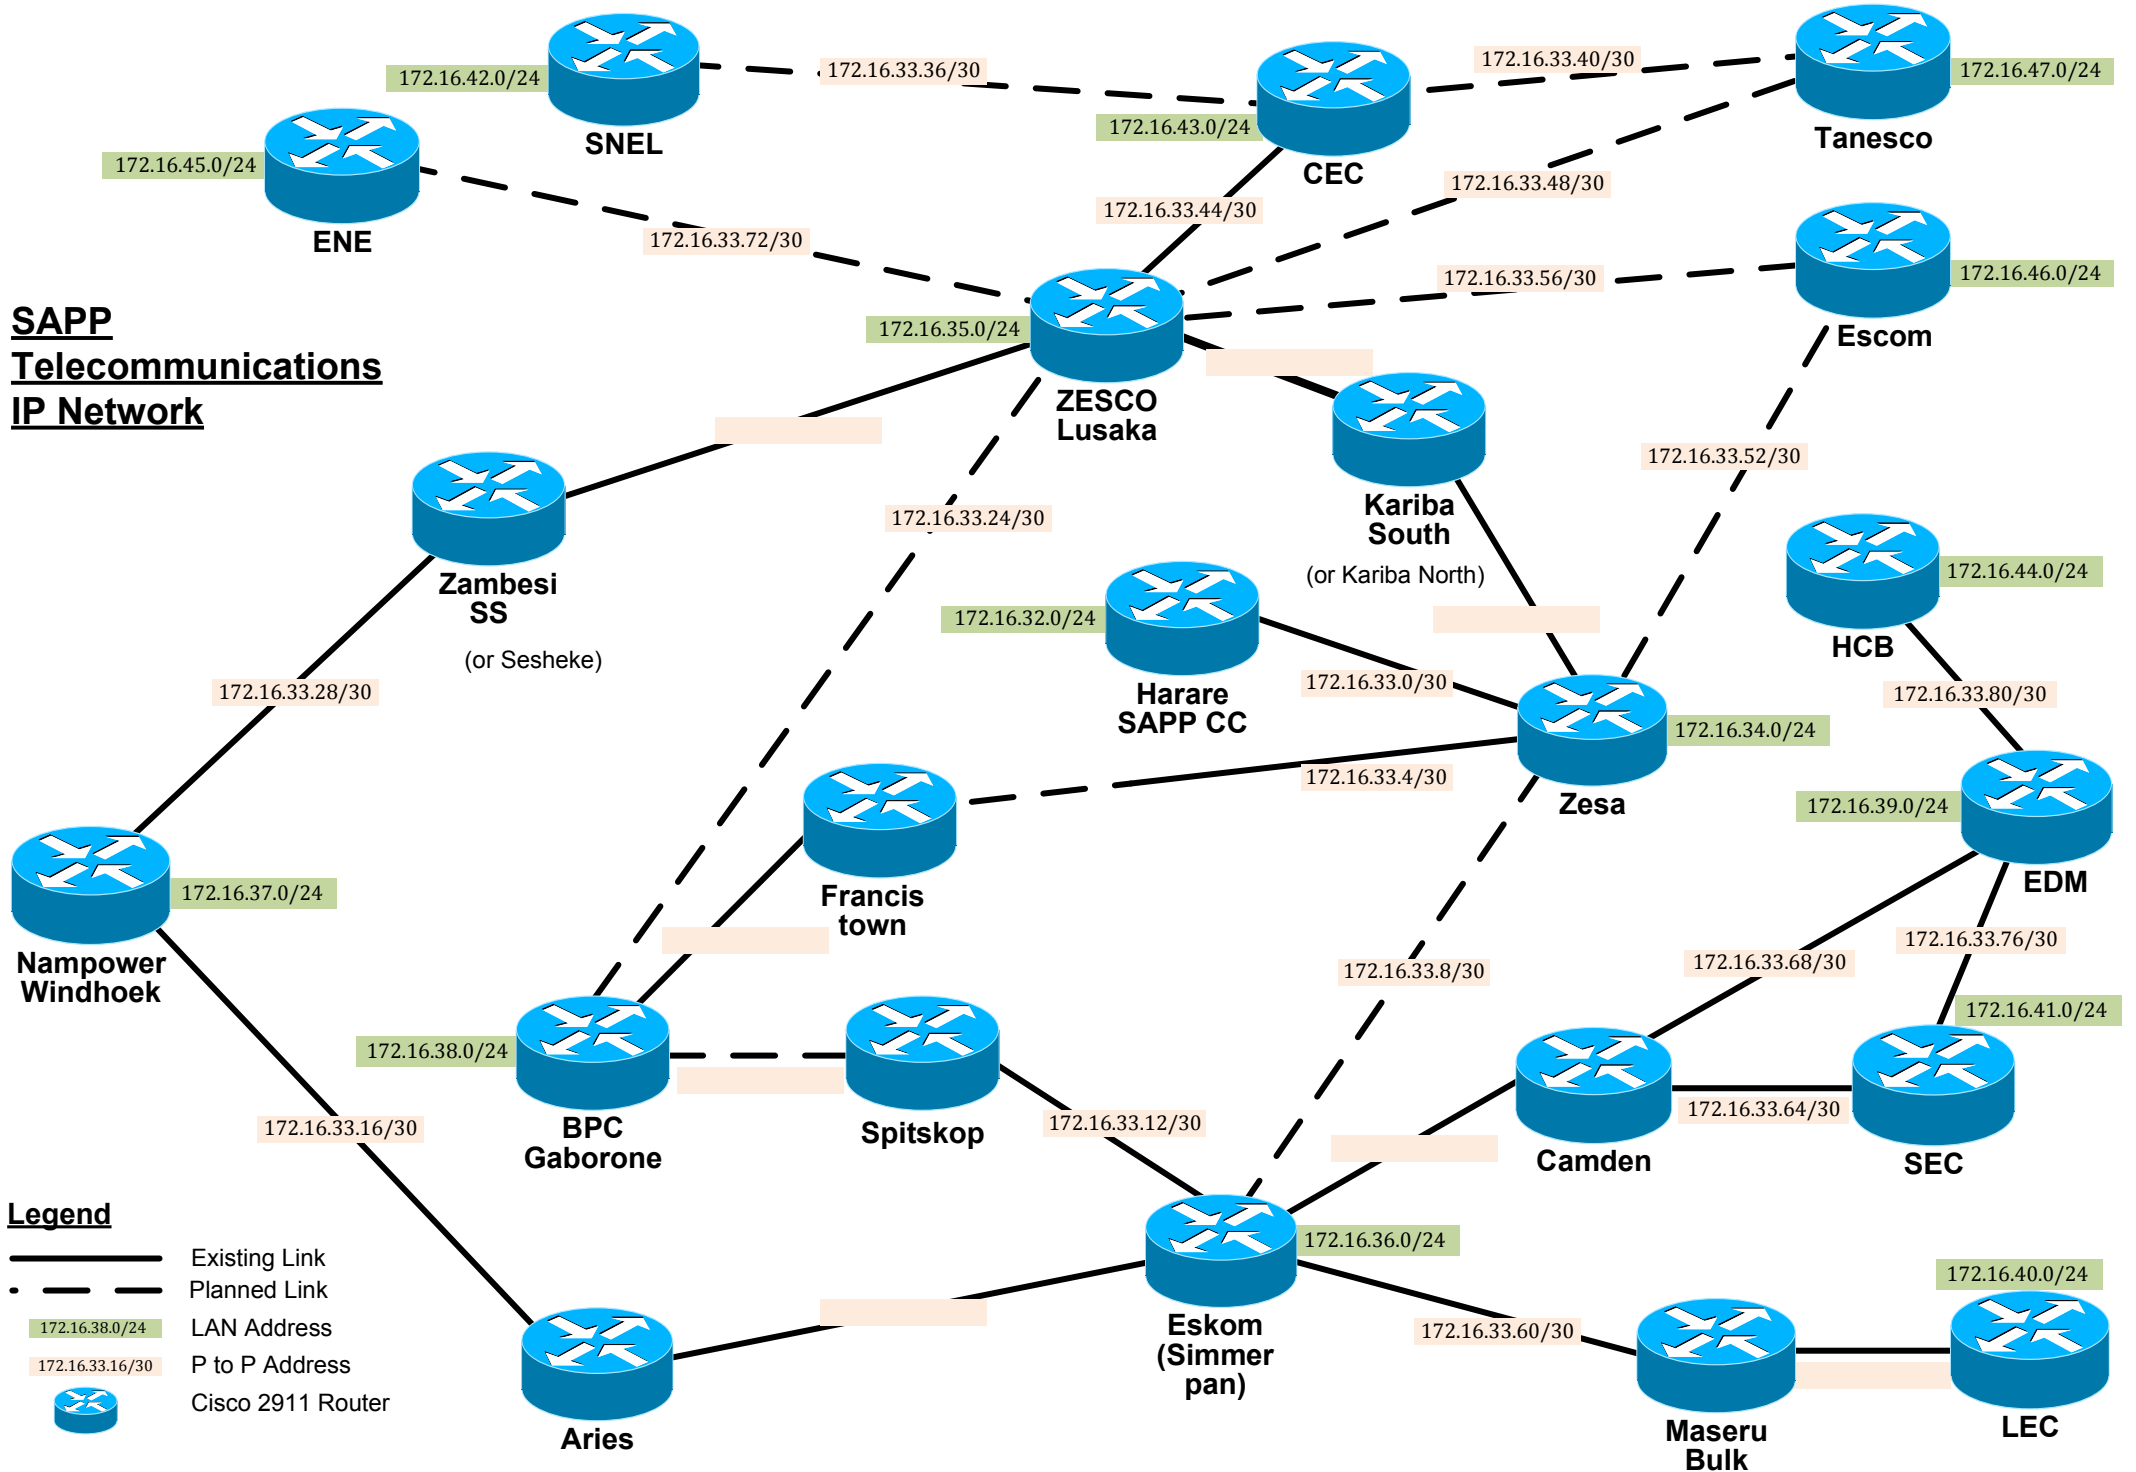 SAPP
Telecommunications
IP Network
172.16.42.0/24
SNEL
172.16.33.36/30
172.16.43.0/24
CEC
172.16.33.40/30
172.16.47.0/24
Tanesco
172.16.45.0/24
ENE
172.16.33.72/30
172.16.33.44/30
172.16.33.48/30
172.16.33.56/30
172.16.46.0/24
Escom
172.16.35.0/24
ZESCO
Lusaka
Kariba
South
(or Kariba North)
172.16.33.52/30
Zambesi
SS
(or Sesheke)
172.16.33.24/30
172.16.44.0/24
HCB
172.16.32.0/24
Harare
SAPP CC
172.16.33.0/30
172.16.33.28/30
172.16.33.80/30
172.16.34.0/24
Zesa
172.16.33.4/30
172.16.39.0/24
EDM
Francis
town
172.16.37.0/24
Nampower
Windhoek
172.16.33.8/30
172.16.33.68/30
172.16.33.76/30
172.16.41.0/24
172.16.38.0/24
BPC
Gaborone
Spitskop
172.16.33.12/30
Camden
172.16.33.64/30
SEC
172.16.33.16/30
172.16.36.0/24
Eskom
(Simmer
pan)
172.16.33.60/30
172.16.40.0/24
Maseru
Bulk
LEC
Aries
Legend
Existing Link
Planned Link
172.16.38.0/24
LAN Address
172.16.33.16/30
P to P Address
Cisco 2911 Router